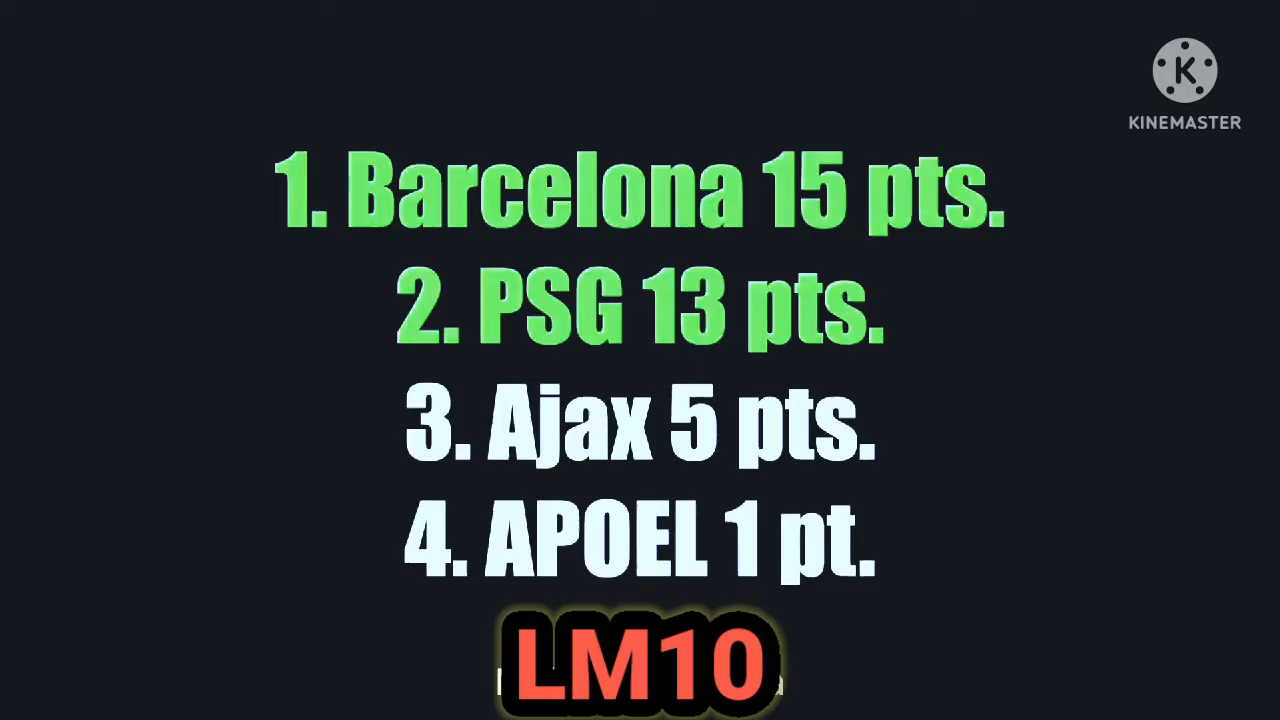 KINEMASTER
1. Barcelona 15 pts.
2. PSG 13 pts.
3. Ajax 5 pts.
4. APOEL 1 pt.
LM10